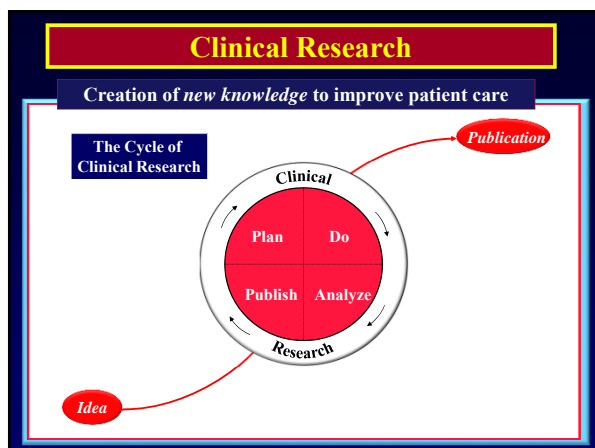 Clinical Research
Creation of new knowledge to improve patient care
The Cycle of
Clinical Research
Publication
Clinical
Plan
Do
Publish
Analyze
Research
Idea